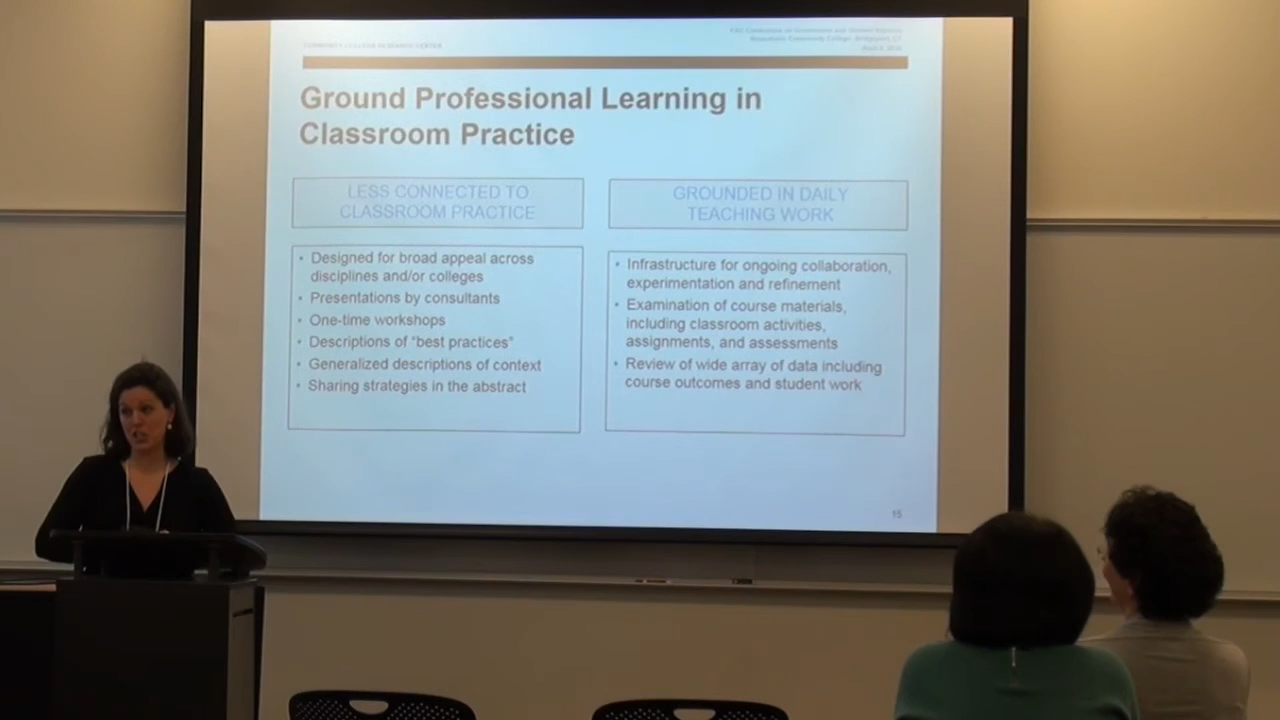 COMMUNITY COLLEGE RESEARCH CENTER
Ground Professional Learning in
Classroom Practice
LESS CONNECTED TO
CLASSROOM PRACTICE
• Designed for broad appeal across
disciplines and/or colleges
• Presentations by consultants
• One-time workshops
• Descriptions of “best practices”
• Generalized descriptions of context
• Sharing strategies in the abstract
GROUNDED IN DAILY
TEACHING WORK
• Infrastructure for ongoing collaboration,
experimentation and refinement
• Examination of course materials,
including classroom activities,
assignments, and assessments
• Review of wide array of data including
course outcomes and student work
15